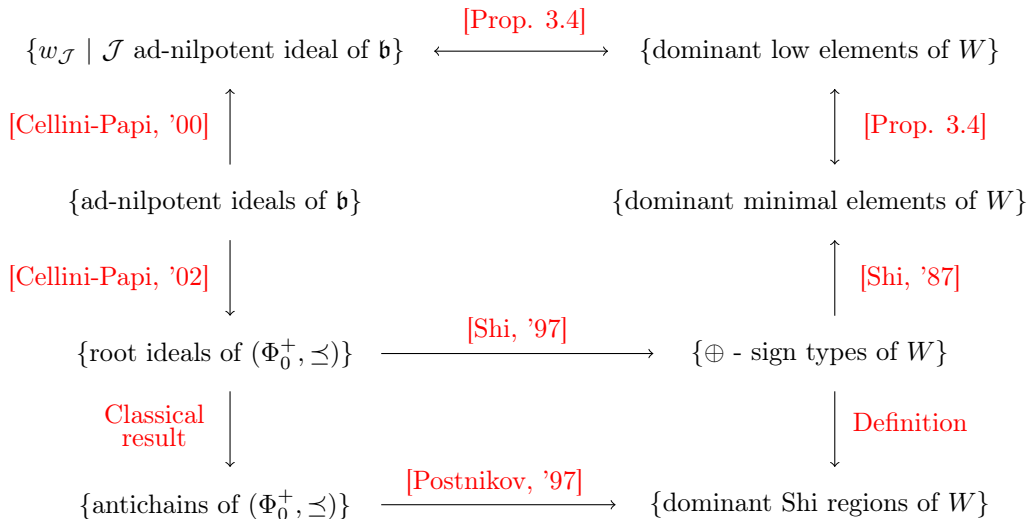 [Prop. 3.4]
{w_𝒥 | 𝒥 ad-nilpotent ideal of 𝔟}
{dominant low elements of W}
[Cellini-Papi, '00]
[Prop. 3.4]
{ad-nilpotent ideals of 𝔟}
{dominant minimal elements of W}
[Cellini-Papi, '02]
[Shi, '87]
[Shi, '97]
{root ideals of (Φ₀⁺, ⪯)}
{⊕ - sign types of W}
Classical
result
Definition
[Postnikov, '97]
{antichains of (Φ₀⁺, ⪯)}
{dominant Shi regions of W}